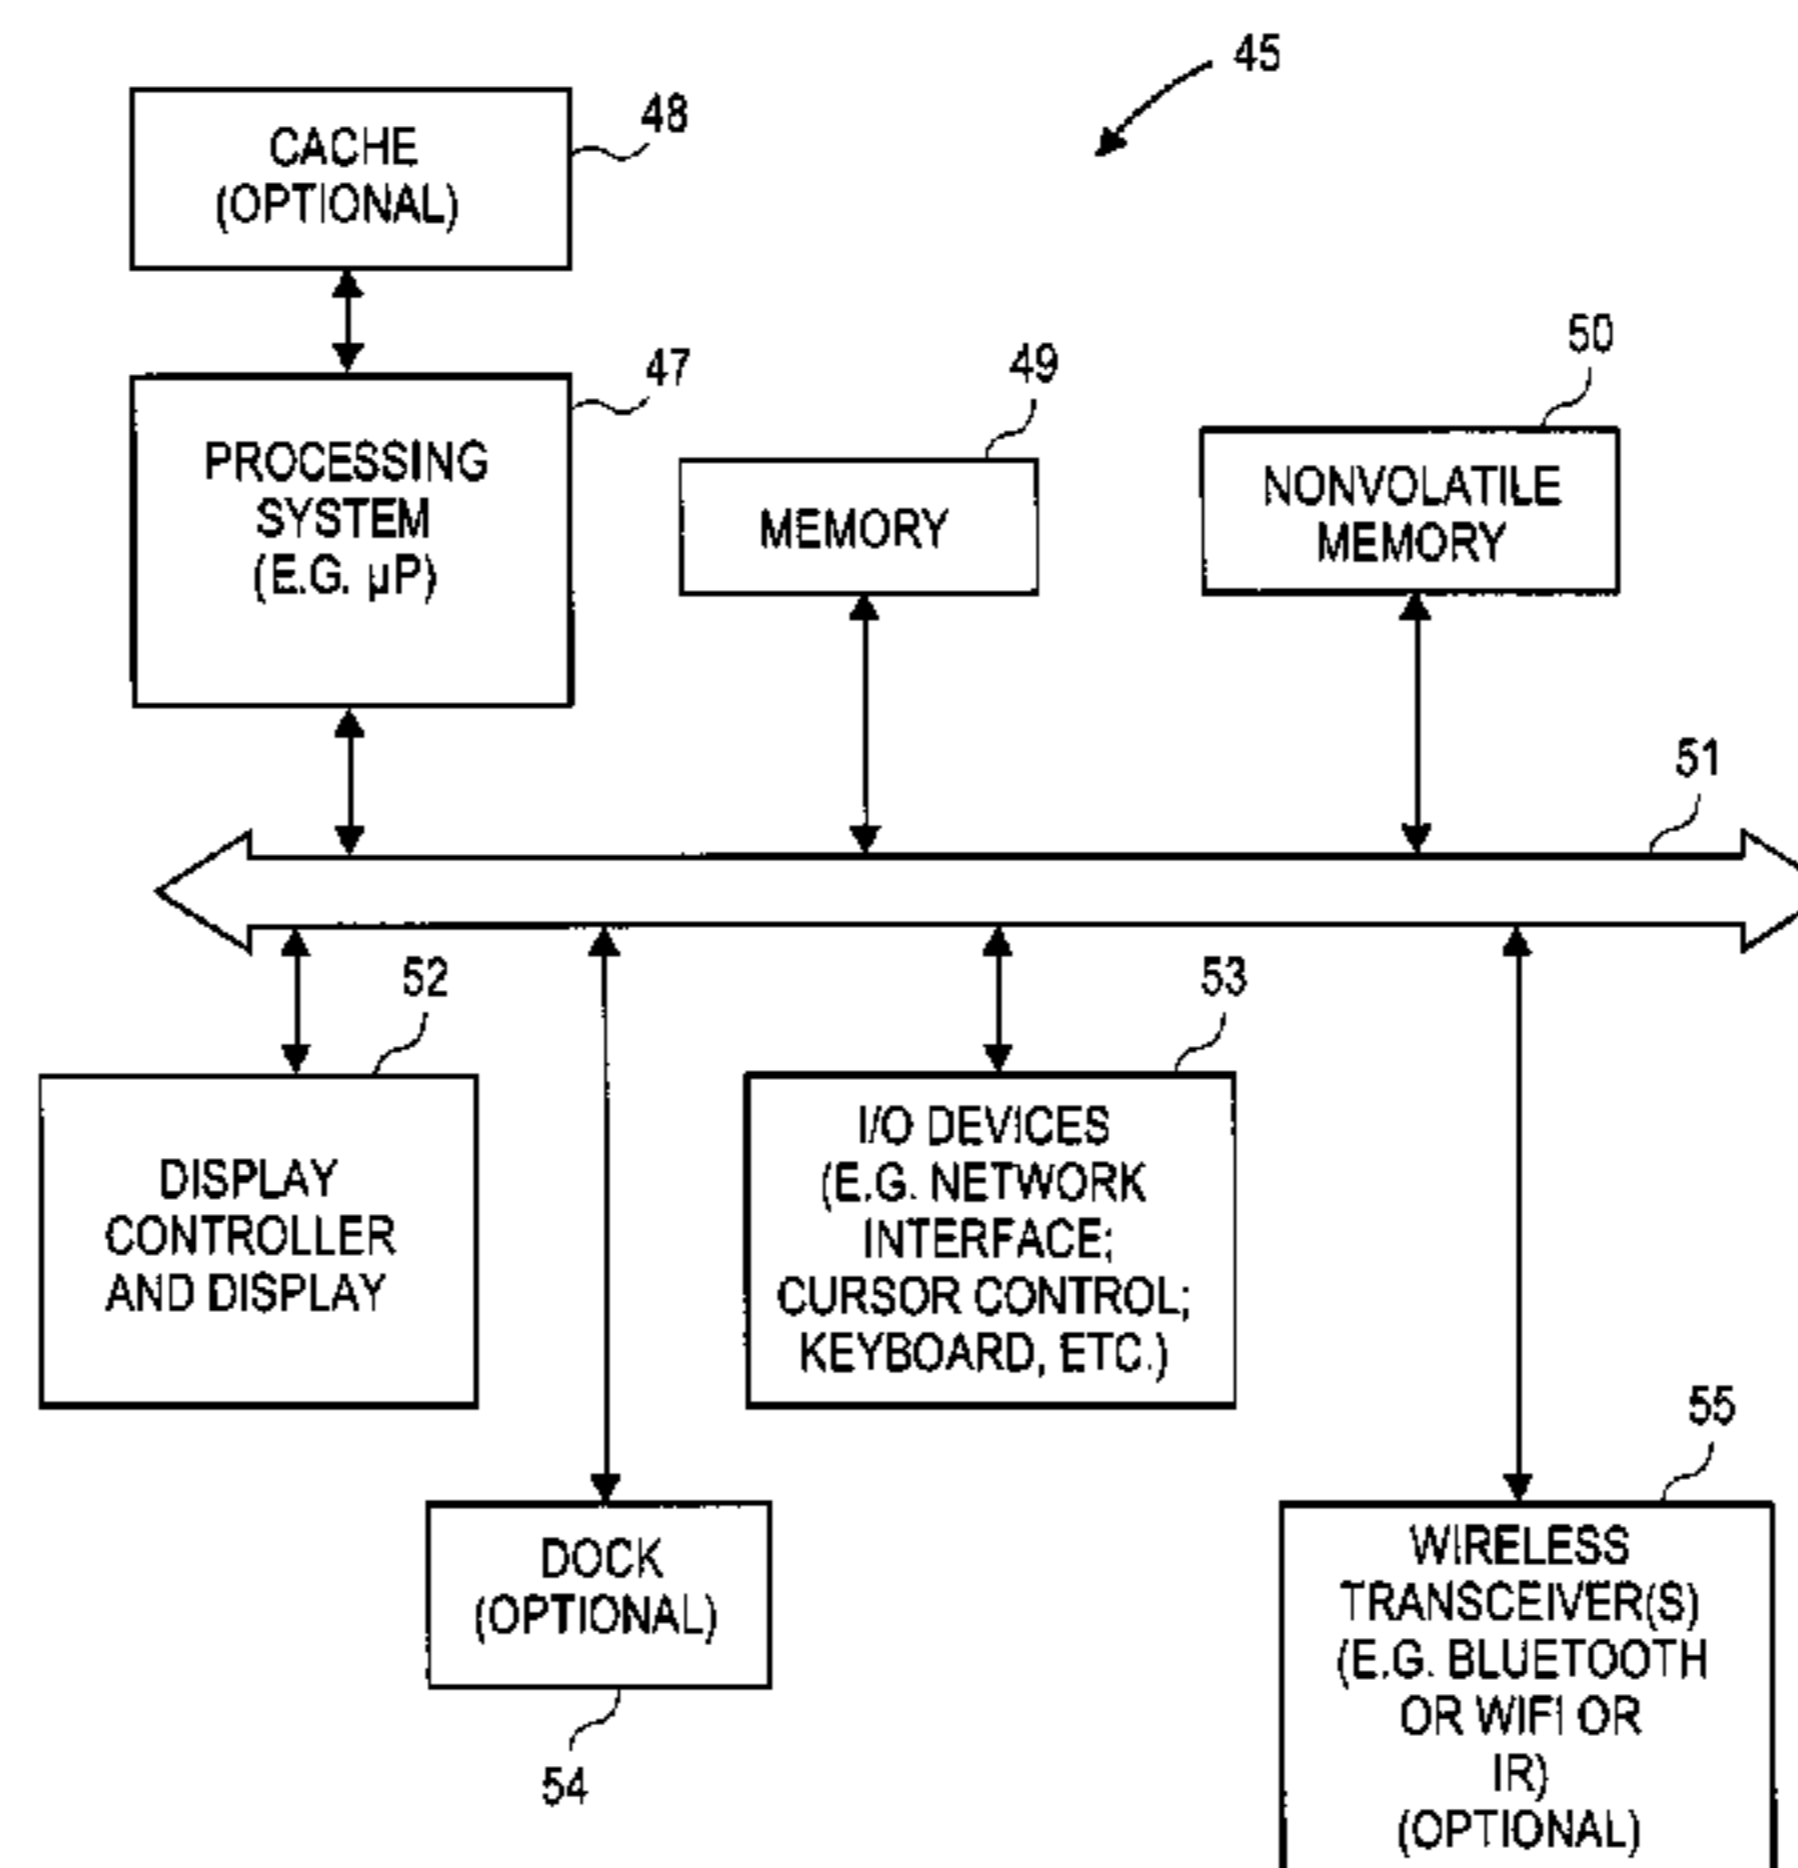 45
48
CACHE
(OPTIONAL)
47
PROCESSING
SYSTEM
(E.G. µP)
49
MEMORY
50
NONVOLATILE
MEMORY
51
52
DISPLAY
CONTROLLER
AND DISPLAY
53
I/O DEVICES
(E.G. NETWORK
INTERFACE;
CURSOR CONTROL;
KEYBOARD, ETC.)
DOCK
(OPTIONAL)
54
55
WIRELESS
TRANSCEIVER(S)
(E.G. BLUETOOTH
OR WIFI OR
IR)
(OPTIONAL)